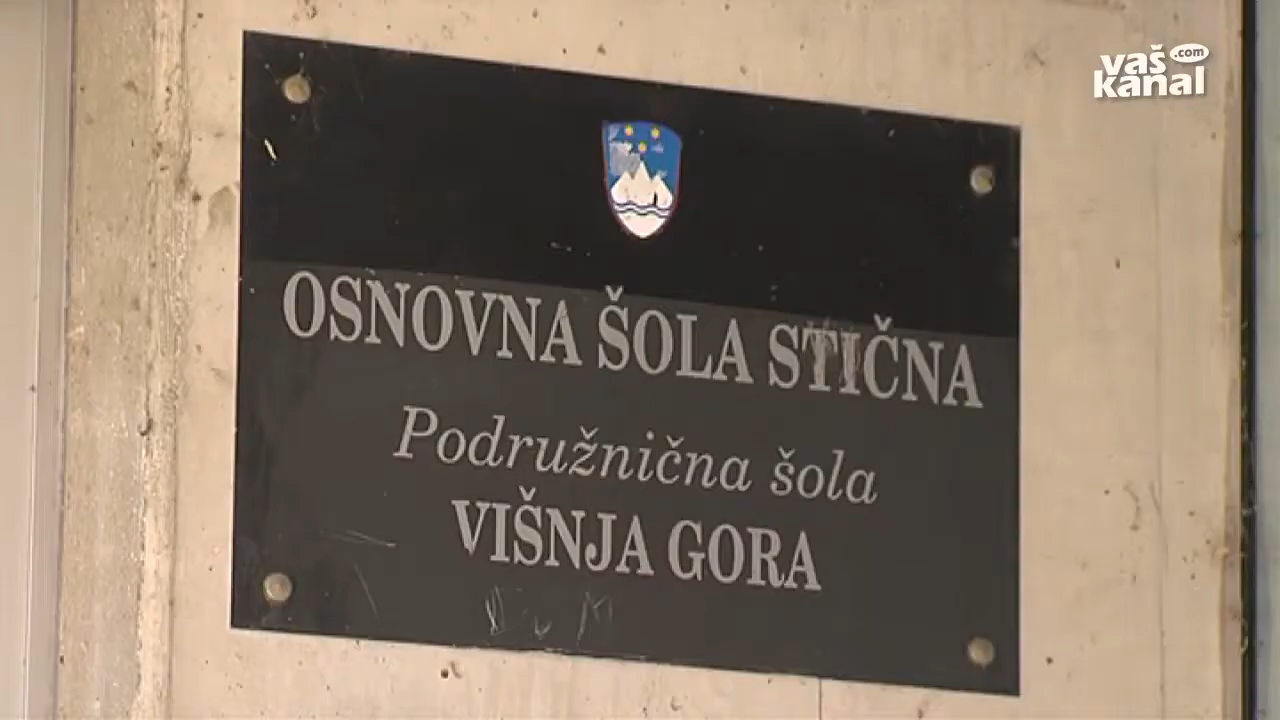 vaš.com
kanal
OSNOVNA ŠOLA STIČNA
Podružnična šola
VIŠNJA GORA